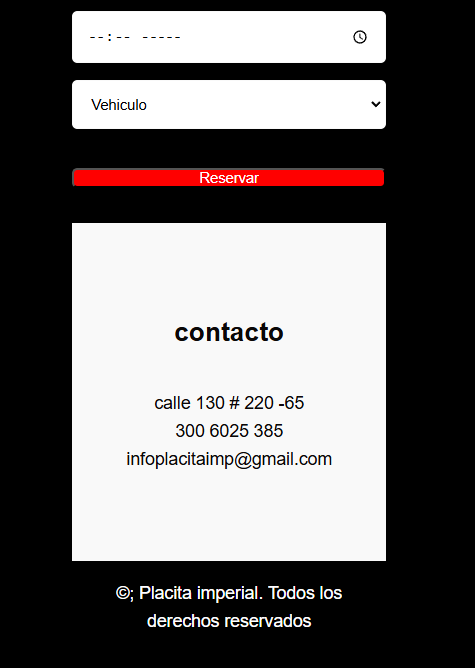 --:-- -----
Vehiculo
Reservar
contacto
calle 130 # 220 -65
300 6025 385
infoplacitaimp@gmail.com
©; Placita imperial. Todos los
derechos reservados